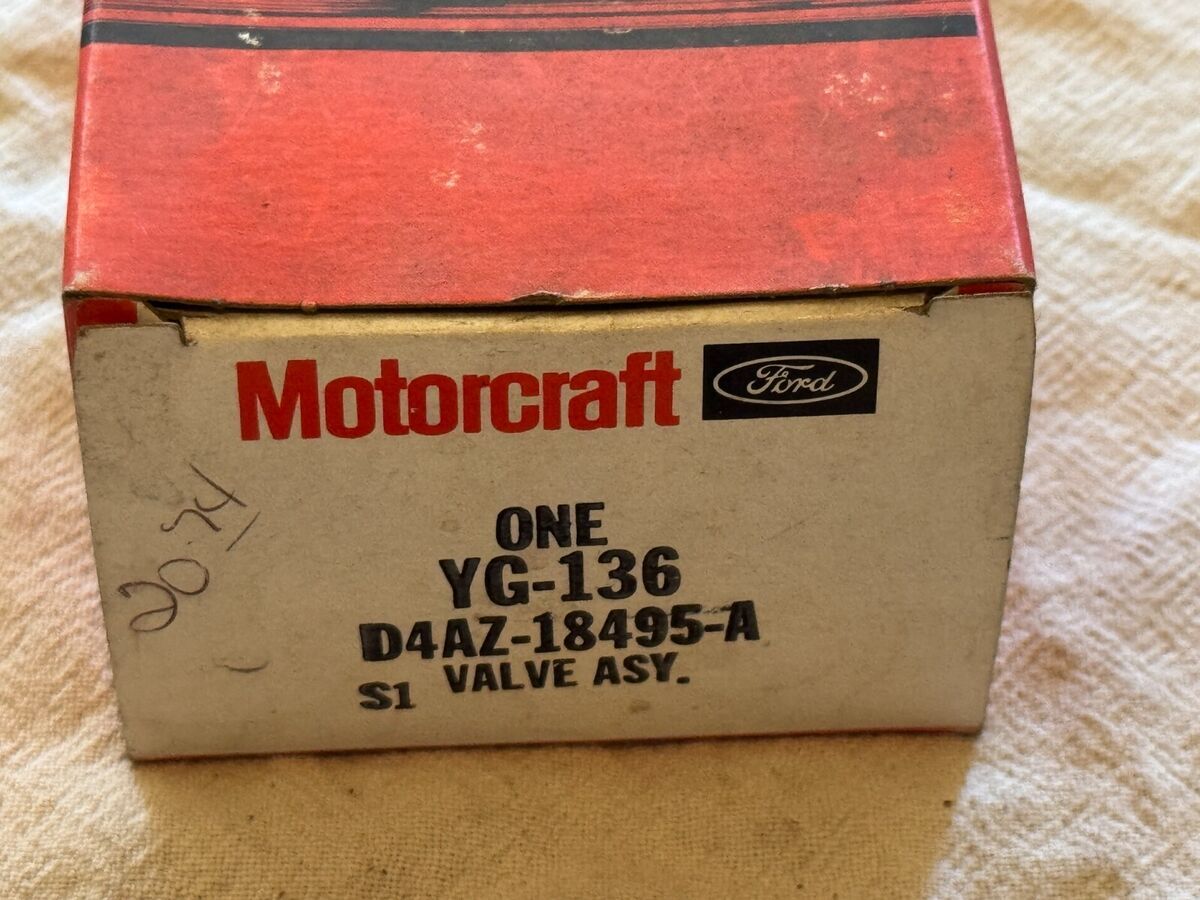 Motorcraft Ford
ONE
YG-136
D4AZ-18495-A
S1 VALVE ASY.
20.74